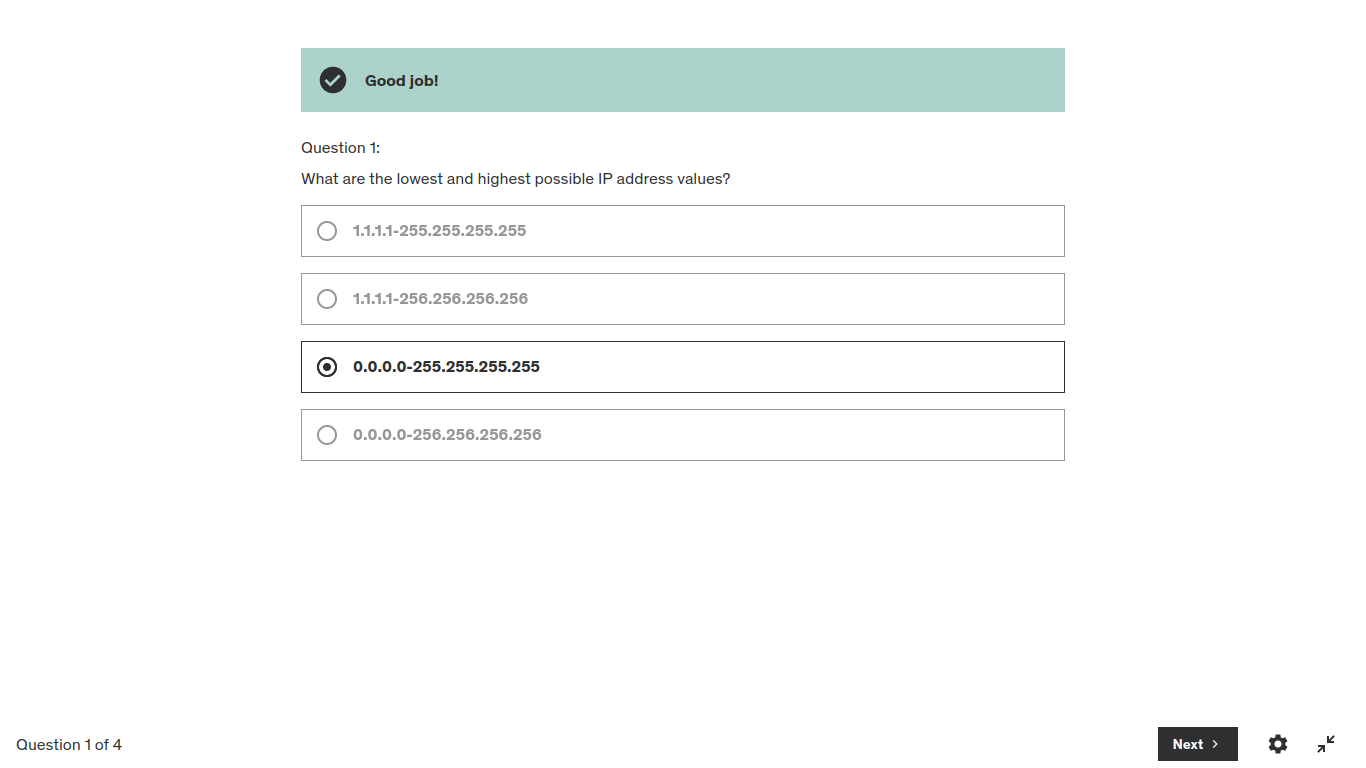 Good job!
Question 1:
What are the lowest and highest possible IP address values?
1.1.1.1-255.255.255.255
1.1.1.1-256.256.256.256
0.0.0.0-255.255.255.255
0.0.0.0-256.256.256.256
Question 1 of 4
Next